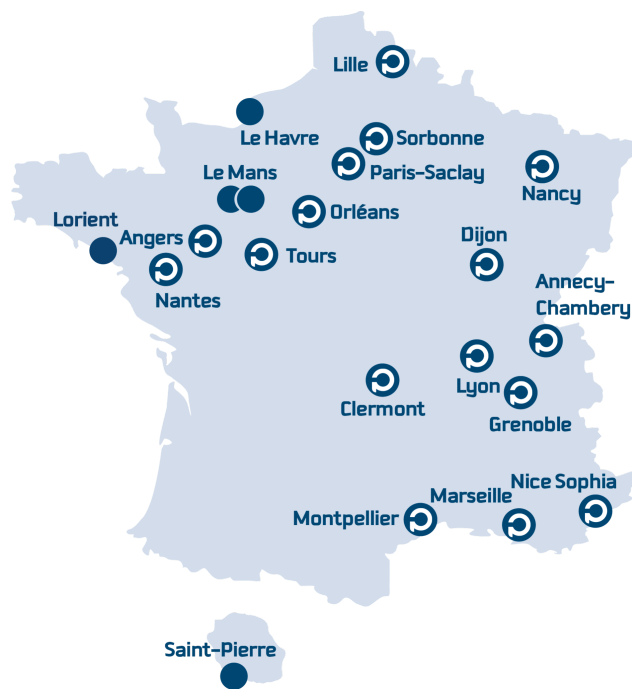 Lille
Le Havre
Sorbonne
Le Mans
Paris-Saclay
Nancy
Lorient
Orléans
Angers
Dijon
Tours
Nantes
Annecy-
Chambery
Lyon
Clermont
Grenoble
Nice Sophia
Marseille
Montpellier
Saint-Pierre